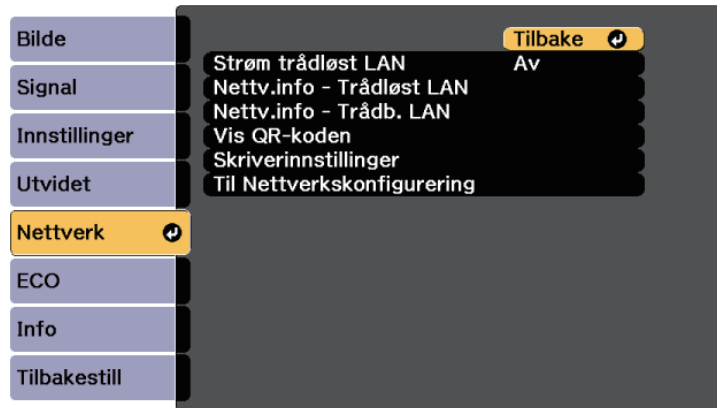 Bilde
Signal
Innstillinger
Utvidet
Nettverk
ECO
Info
Tilbakestill
Tilbake
Strøm trådløst LAN Av
Nettv.info - Trådløst LAN
Nettv.info - Trådb. LAN
Vis QR-koden
Skriverinnstillinger
Til Nettverkskonfigurering